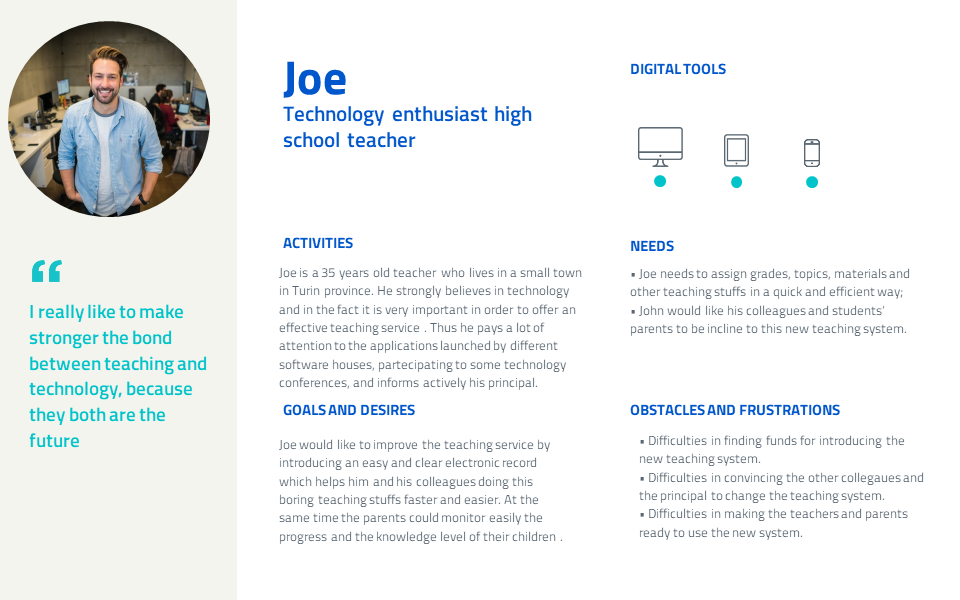 Joe
Technology enthusiast high
school teacher
“
I really like to make
stronger the bond
between teaching and
technology, because
they both are the
future
ACTIVITIES
Joe is a 35 years old teacher who lives in a small town
in Turin province. He strongly believes in technology
and in the fact it is very important in order to offer an
effective teaching service . Thus he pays a lot of
attention to the applications launched by different
software houses, partecipating to some technology
conferences, and informs actively his principal.
GOALS AND DESIRES
Joe would like to improve the teaching service by
introducing an easy and clear electronic record
which helps him and his colleagues doing this
boring teaching stuffs faster and easier. At the
same time the parents could monitor easily the
progress and the knowledge level of their children .
DIGITAL TOOLS
NEEDS
▪ Joe needs to assign grades, topics, materials and
other teaching stuffs in a quick and efficient way;
▪ John would like his colleagues and students'
parents to be incline to this new teaching system.
OBSTACLES AND FRUSTRATIONS
▪ Difficulties in finding funds for introducing the
new teaching system.
▪ Difficulties in convincing the other collegaues and
the principal to change the teaching system.
▪ Difficulties in making the teachers and parents
ready to use the new system.